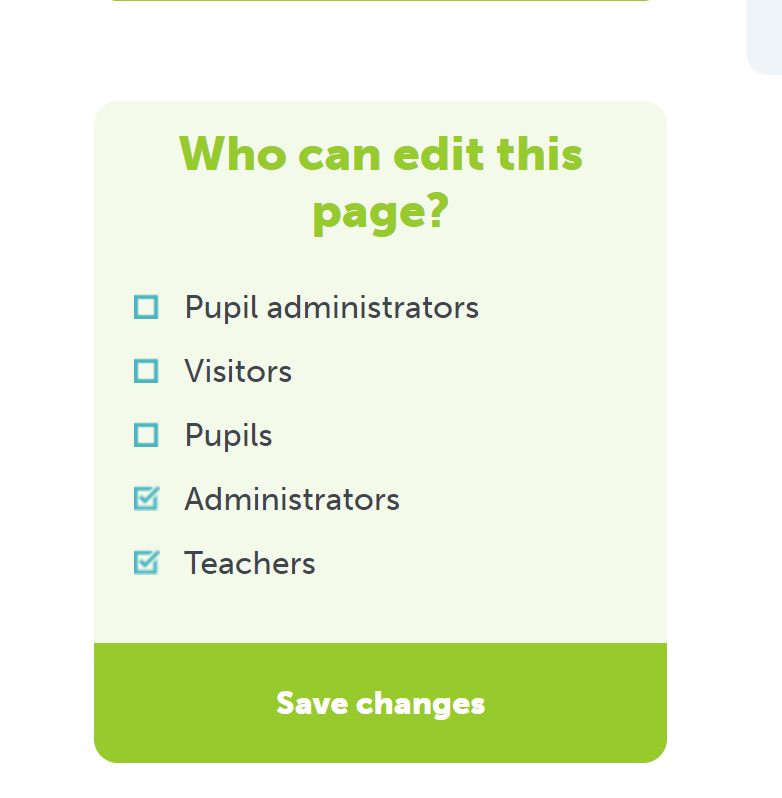 Who can edit this
page?
Pupil administrators
Visitors
Pupils
Administrators
Teachers
Save changes